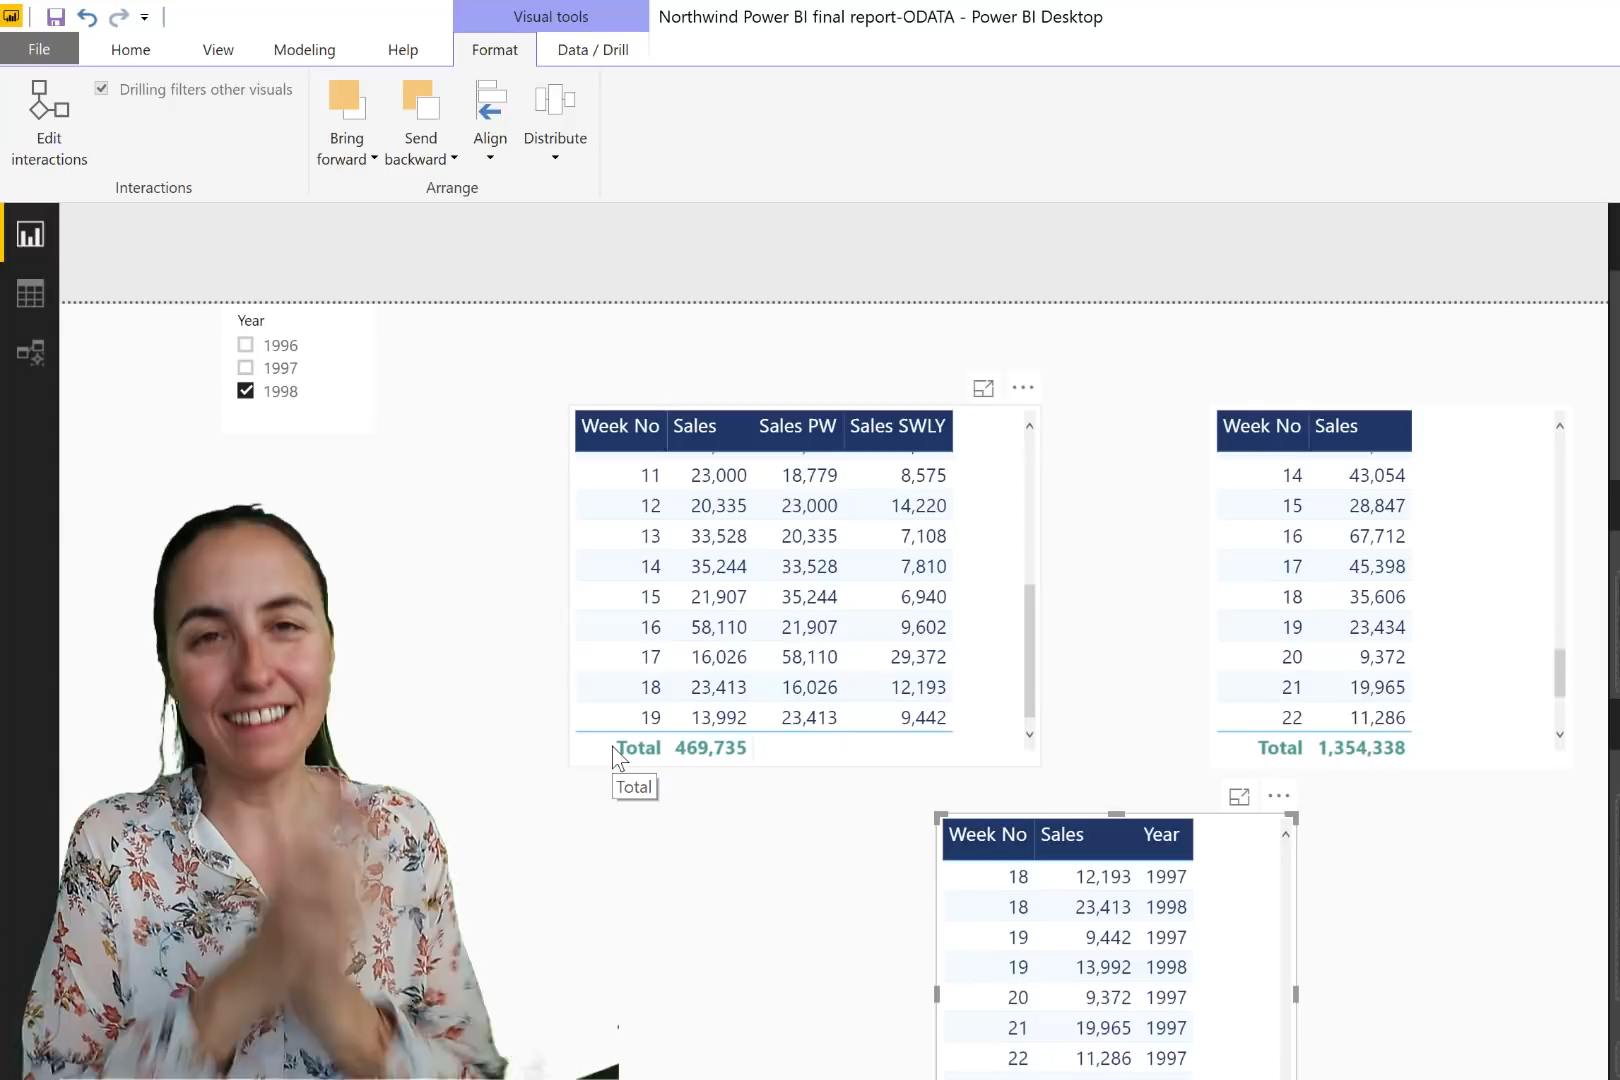 Visual tools
Northwind Power BI final report-ODATA - Power BI Desktop
File
Home
View
Modeling
Help
Format
Data / Drill
Edit interactions
Drilling filters other visuals
Bring forward
Send backward
Align
Distribute
Interactions
Arrange
Year
1996
1997
1998
Week No Sales Sales PW Sales SWLY
11 23,000 18,779 8,575
12 20,335 23,000 14,220
13 33,528 20,335 7,108
14 35,244 33,528 7,810
15 21,907 35,244 6,940
16 58,110 21,907 9,602
17 16,026 58,110 29,372
18 23,413 16,026 12,193
19 13,992 23,413 9,442
Total 469,735
Total
Week No Sales
14 43,054
15 28,847
16 67,712
17 45,398
18 35,606
19 23,434
20 9,372
21 19,965
22 11,286
Total 1,354,338
Week No Sales Year
18 12,193 1997
18 23,413 1998
19 9,442 1997
19 13,992 1998
20 9,372 1997
21 19,965 1997
22 11,286 1997